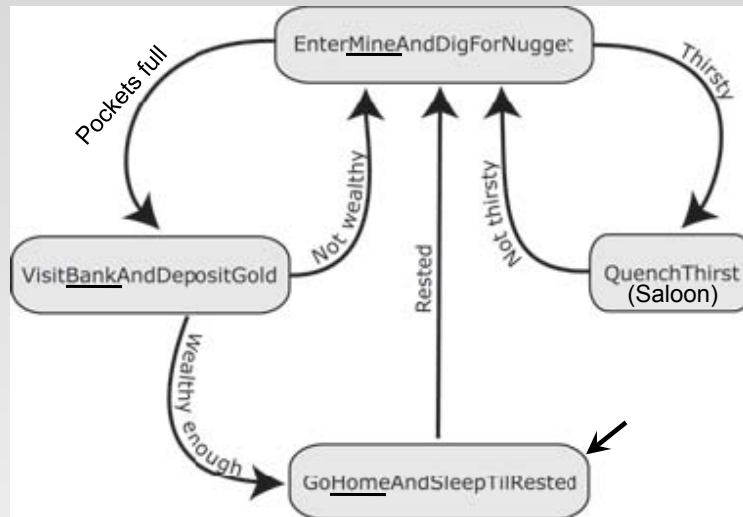 EnterMineAndDigForNugget
Pockets full
Thirsty
Not wealthy
Not thirsty
VisitBankAndDepositGold
Rested
QuenchThirst
(Saloon)
Wealthy enough
GoHomeAndSleepTilRested